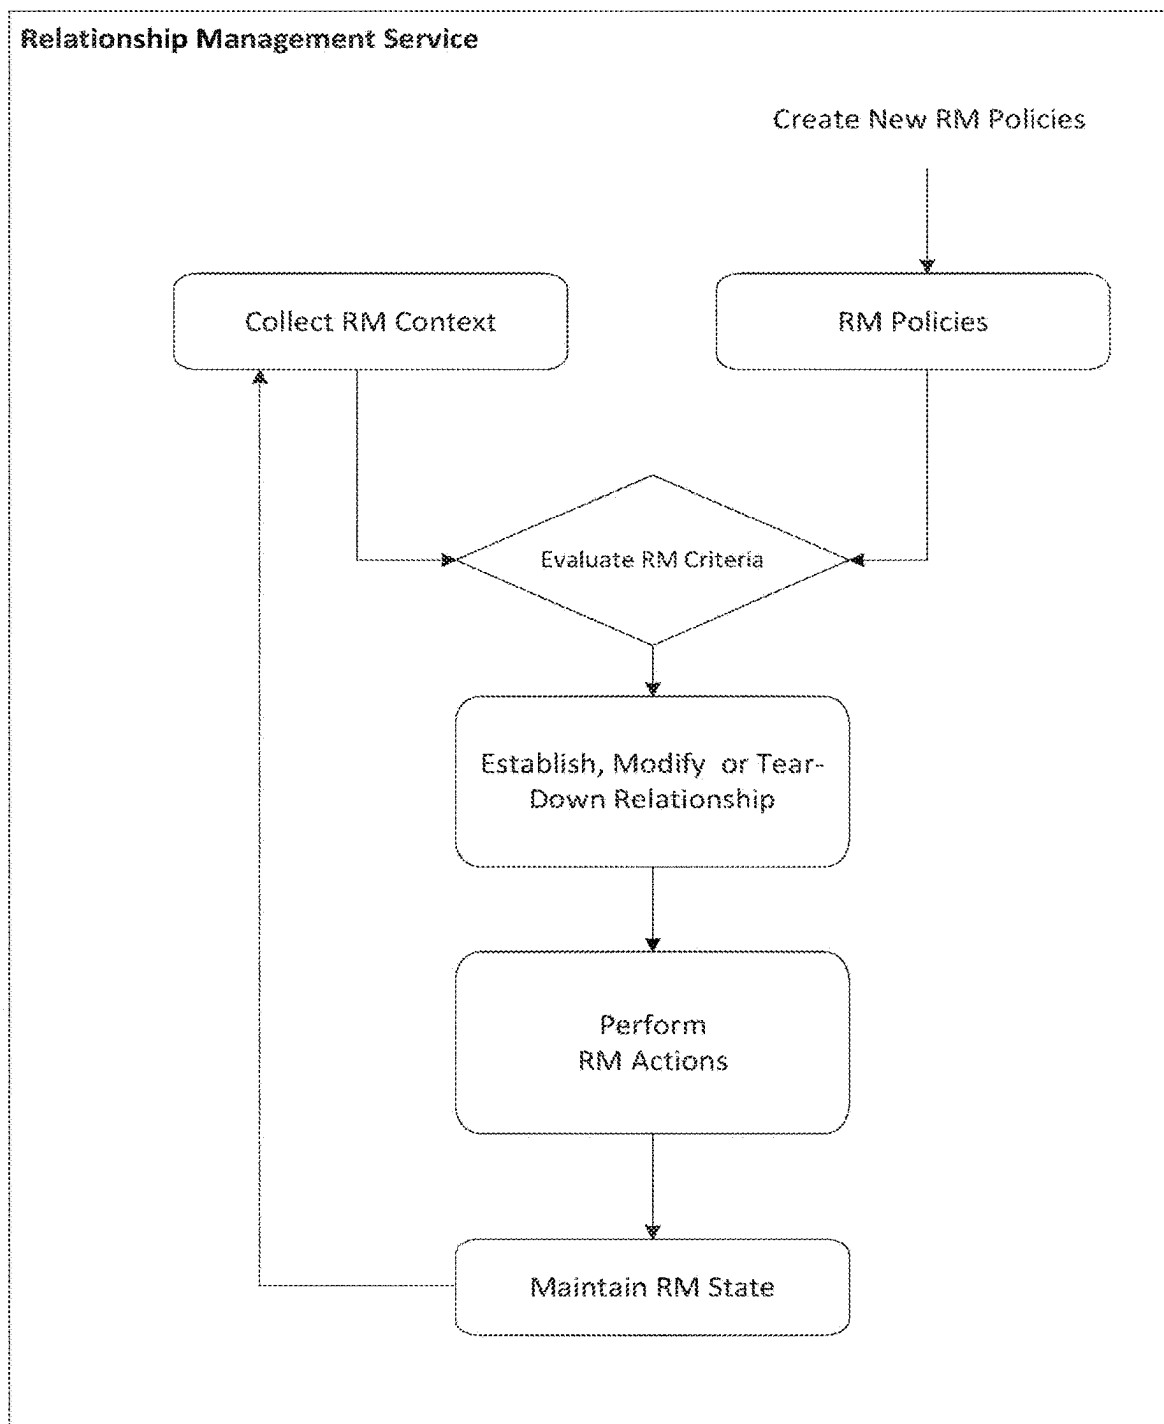 Relationship Management Service
Create New RM Policies
Collect RM Context
RM Policies
Evaluate RM Criteria
Establish, Modify or Tear-
Down Relationship
Perform
RM Actions
Maintain RM State